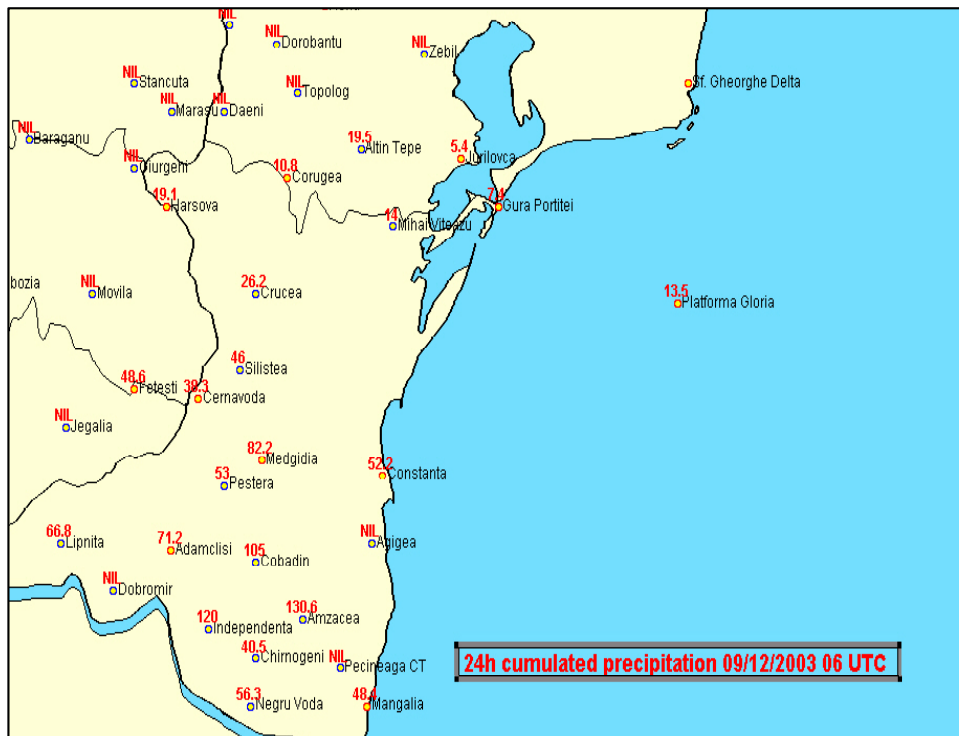 NIL
NIL
Dorobantu
NIL
Zebil
NIL
Stancuta
NIL
Topolog
Sf. Gheorghe Delta
NIL
Marasu
NIL
Daeni
NIL
Baraganu
19.5
Altin Tepe
5.4
Jurilovca
NIL
Giurgeni
10.8
Corugea
19.1
Harsova
7.4
Gura Portitei
14
Mihai Viteazu
bozia
NIL
Movila
26.2
Crucea
13.5
Platforma Gloria
46
Silistea
48.6
Fetesti
39.3
Cernavoda
NIL
Jegalia
82.2
Medgidia
53
Pestera
52.2
Constanta
66.8
Lipnita
71.2
Adamclisi
105
Cobadin
NIL
Agigea
NIL
Dobromir
120
Independenta
130.6
Amzacea
40.5
Chirnogeni
NIL
Pecineaga CT
24h cumulated precipitation 09/12/2003 06 UTC
56.3
Negru Voda
Mangalia